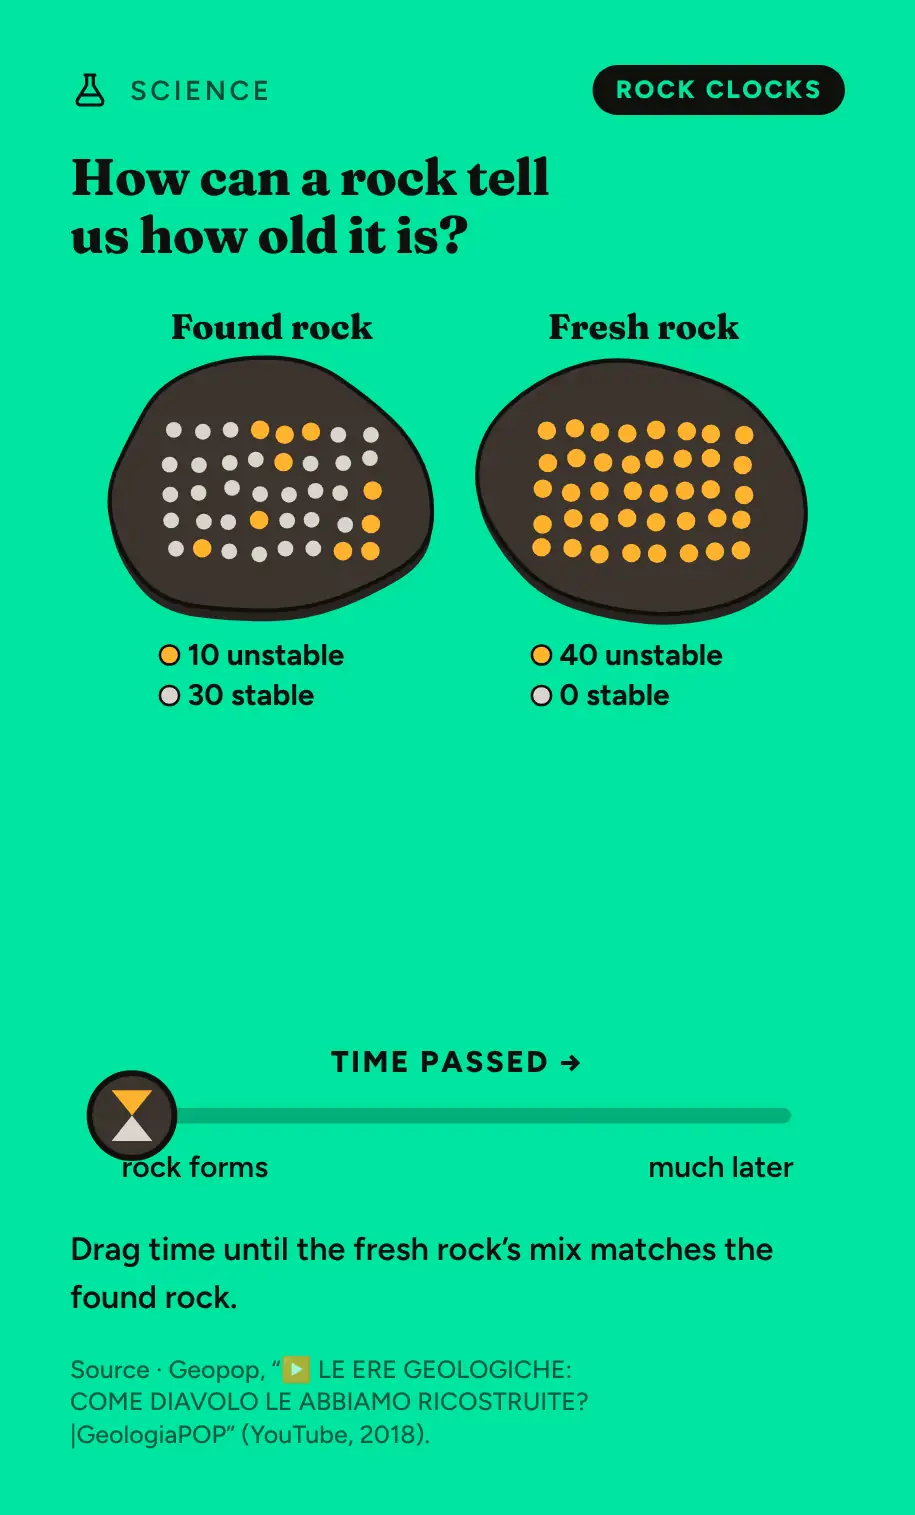 SCIENCE
ROCK CLOCKS
How can a rock tell
us how old it is?
Found rock
Fresh rock
10 unstable
30 stable
40 unstable
0 stable
TIME PASSED →
rock forms
much later
Drag time until the fresh rock’s mix matches the
found rock.
Source · Geopop, “▶️ LE ERE GEOLOGICHE:
COME DIAVOLO LE ABBIAMO RICOSTRUITE?
|GeologiaPOP” (YouTube, 2018).